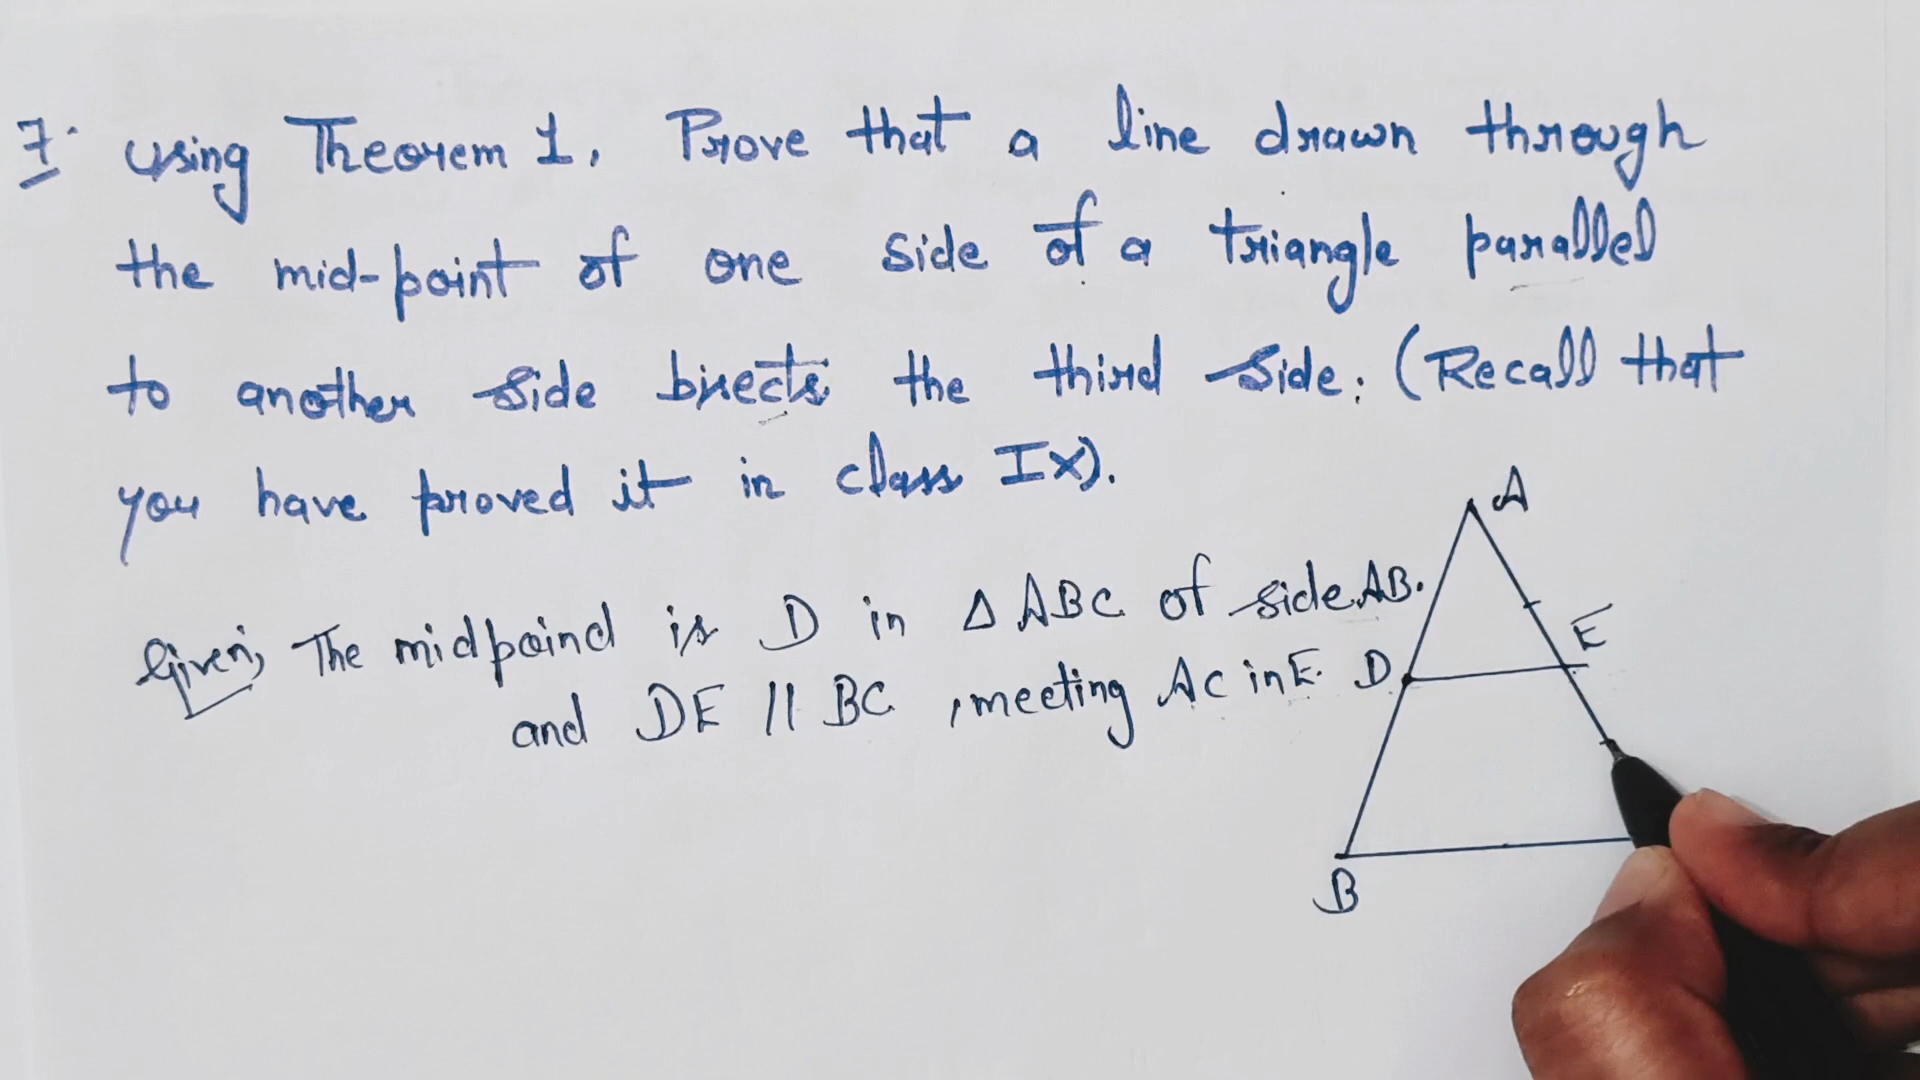 7. Using Theorem 1, Prove that a line drawn through
the mid-point of one side of a triangle parallel
to another side bisects the third side. (Recall that
you have proved it in class IX).
Given, The midpoind is D in △ ABC of side AB.
and DE || BC , meeting AC in E.
A
E
D
B